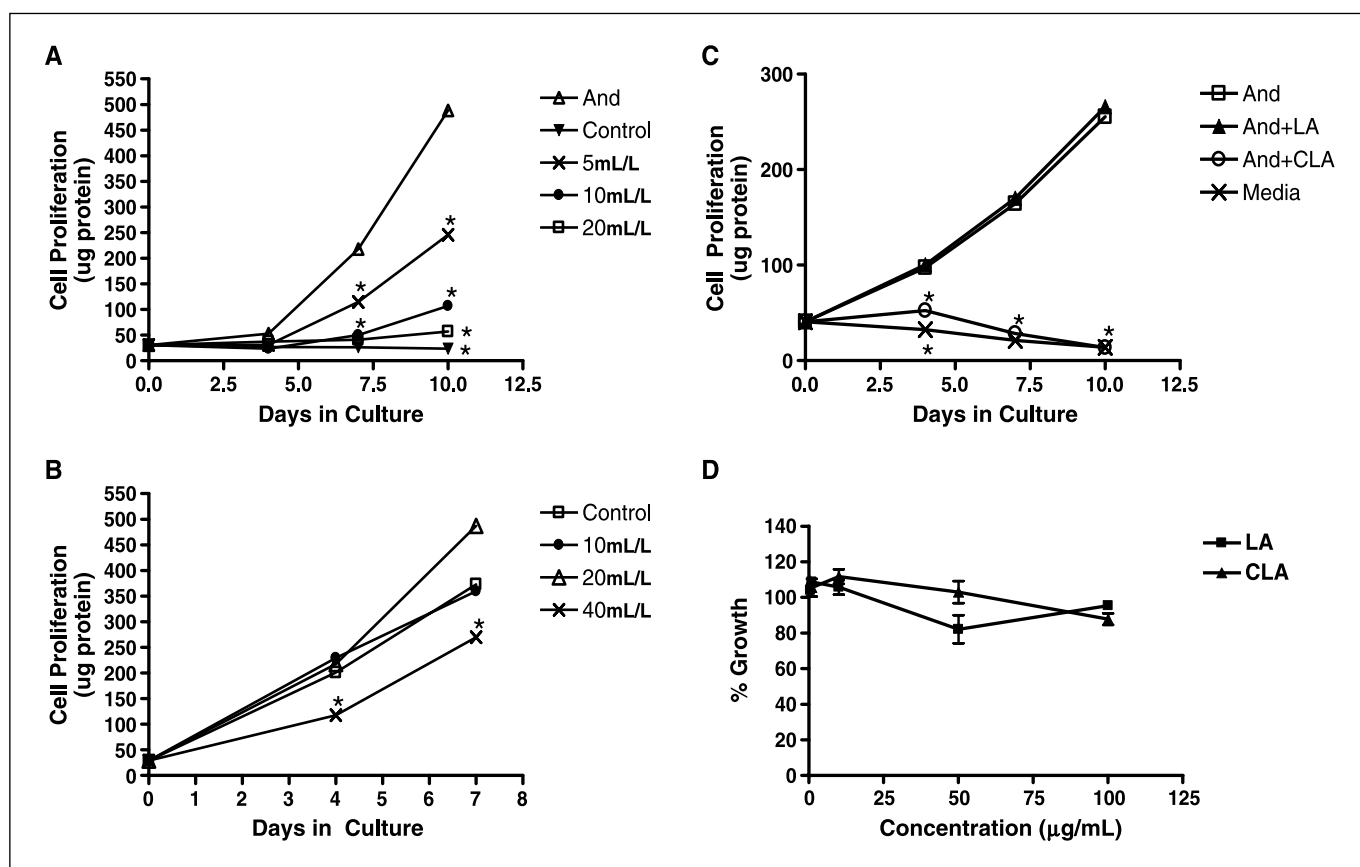 A
550
500
450
400
350
300
250
200
150
100
50
0
Cell Proliferation
(ug protein)
0.0 2.5 5.0 7.5 10.0 12.5
Days in Culture
And
Control
5mL/L
10mL/L
20mL/L
*
*
*
*
*
*
C
300
200
100
0
Cell Proliferation
(ug protein)
0.0 2.5 5.0 7.5 10.0 12.5
Days in Culture
And
And+LA
And+CLA
Media
*
*
*
*
B
550
500
450
400
350
300
250
200
150
100
50
0
Cell Proliferation
(ug protein)
0 1 2 3 4 5 6 7 8
Days in Culture
Control
10mL/L
20mL/L
40mL/L
*
*
D
140
120
100
80
60
40
20
0
% Growth
0 25 50 75 100 125
Concentration (μg/mL)
LA
CLA